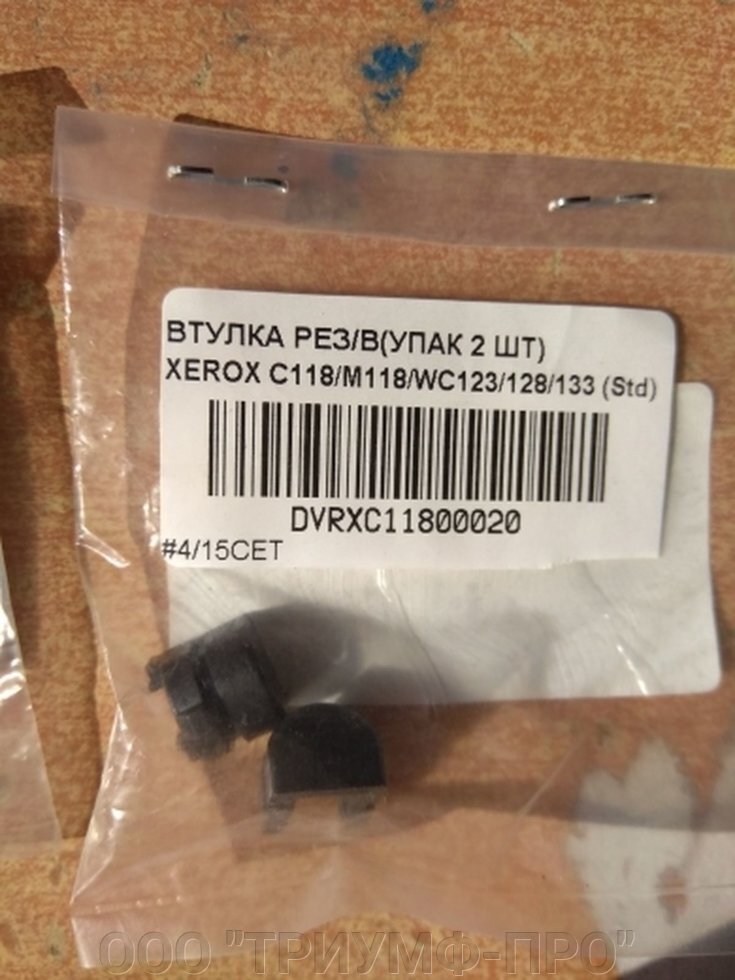 ВТУЛКА РЕЗ/В(УПАК 2 ШТ)
XEROX C118/M118/WC123/128/133 (Std)
DVRXC11800020
#4/15CET
ООО "ТРИУМФ-ПРО"